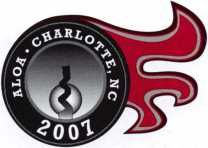 ALOA • CHARLOTTE, NC •
2007